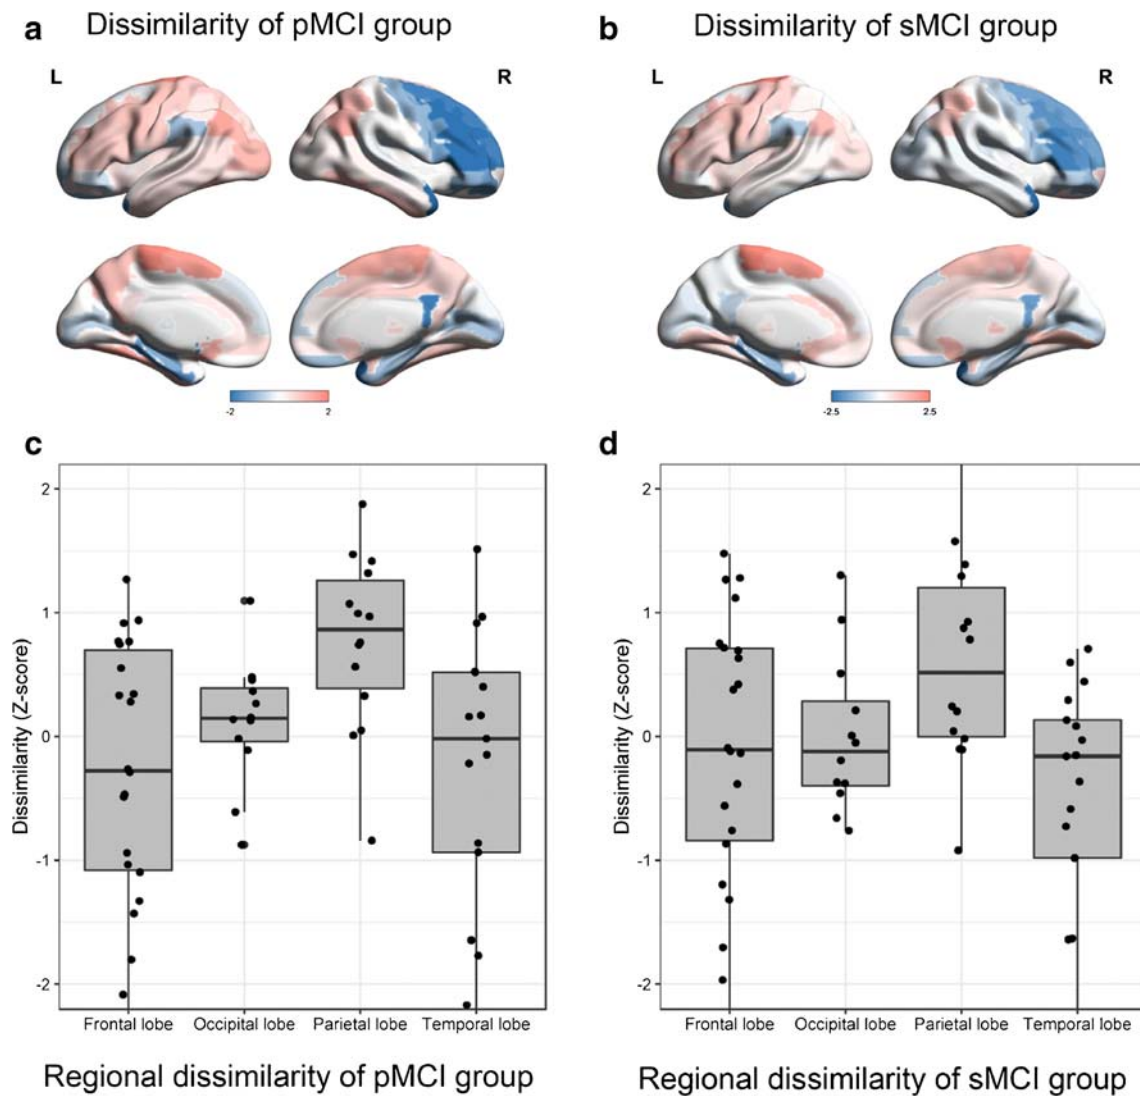 a Dissimilarity of pMCI group
L R
-2 2
b Dissimilarity of sMCI group
L R
-2.5 2.5
c
Dissimilarity (Z-score)
2
1
0
-1
-2
Frontal lobe Occipital lobe Parietal lobe Temporal lobe
Regional dissimilarity of pMCI group
d
Dissimilarity (Z-score)
2
1
0
-1
-2
Frontal lobe Occipital lobe Parietal lobe Temporal lobe
Regional dissimilarity of sMCI group